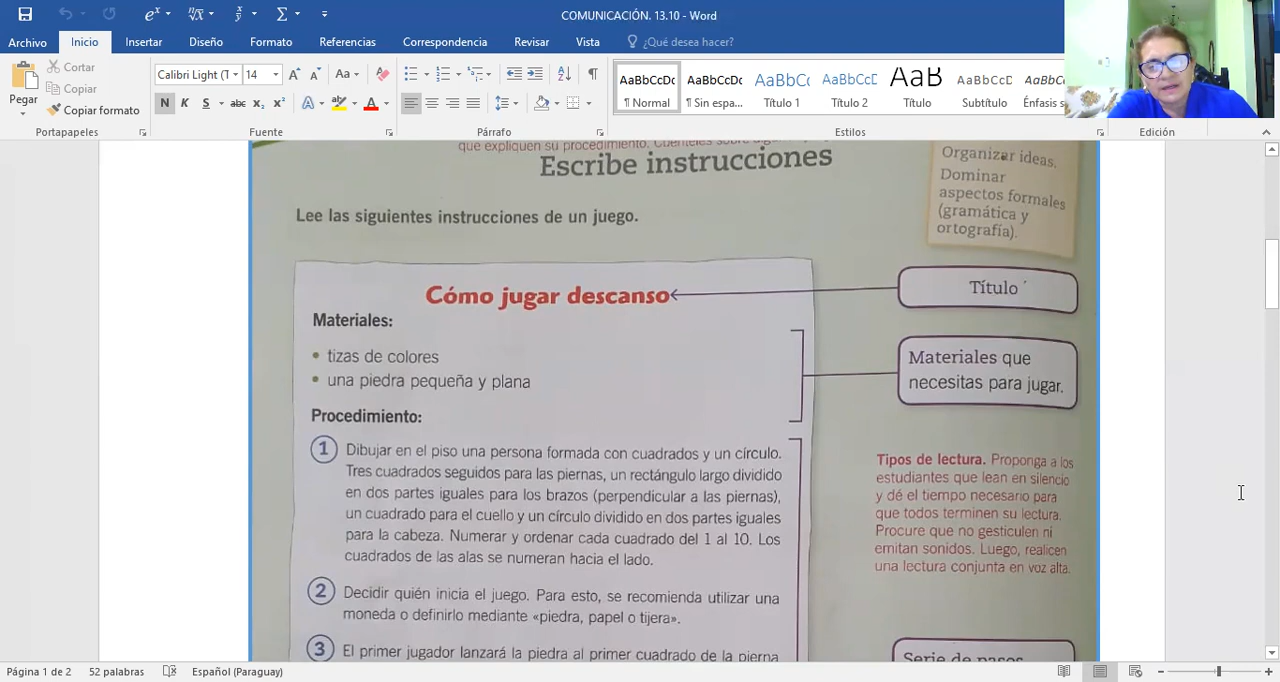 COMUNICACIÓN. 13.10 - Word
Archivo
Inicio
Insertar
Diseño
Formato
Referencias
Correspondencia
Revisar
Vista
¿Qué desea hacer?
Pegar
Cortar
Copiar
Copiar formato
Portapapeles
Calibri Light (T
14
Fuente
Párrafo
AaBbCcDc
¶ Normal
AaBbCcDc
¶ Sin espa...
AaBbCc
Título 1
AaBbCcD
Título 2
AaB
Título
AaBbCcD
Subtítulo
Estilos
Edición
que expliquen su procedimiento.
Escribe instrucciones
Organizar ideas.
Dominar
aspectos formales
(gramática y
ortografía).
Lee las siguientes instrucciones de un juego.
Cómo jugar descanso
Título
Materiales:
• tizas de colores
• una piedra pequeña y plana
Materiales que
necesitas para jugar.
Procedimiento:
1 Dibujar en el piso una persona formada con cuadrados y un círculo.
Tres cuadrados seguidos para las piernas, un rectángulo largo dividido
en dos partes iguales para los brazos (perpendicular a las piernas),
un cuadrado para el cuello y un círculo dividido en dos partes iguales
para la cabeza. Numerar y ordenar cada cuadrado del 1 al 10. Los
cuadrados de las alas se numeran hacia el lado.
2 Decidir quién inicia el juego. Para esto, se recomienda utilizar una
moneda o definirlo mediante «piedra, papel o tijera».
3 El primer jugador lanzará la piedra al primer cuadrado de la pierna
Tipos de lectura. Proponga a los
estudiantes que lean en silencio
y dé el tiempo necesario para
que todos terminen su lectura.
Procure que no gesticulen ni
emitan sonidos. Luego, realicen
una lectura conjunta en voz alta.
Serie de pasos
Página 1 de 2
52 palabras
Español (Paraguay)